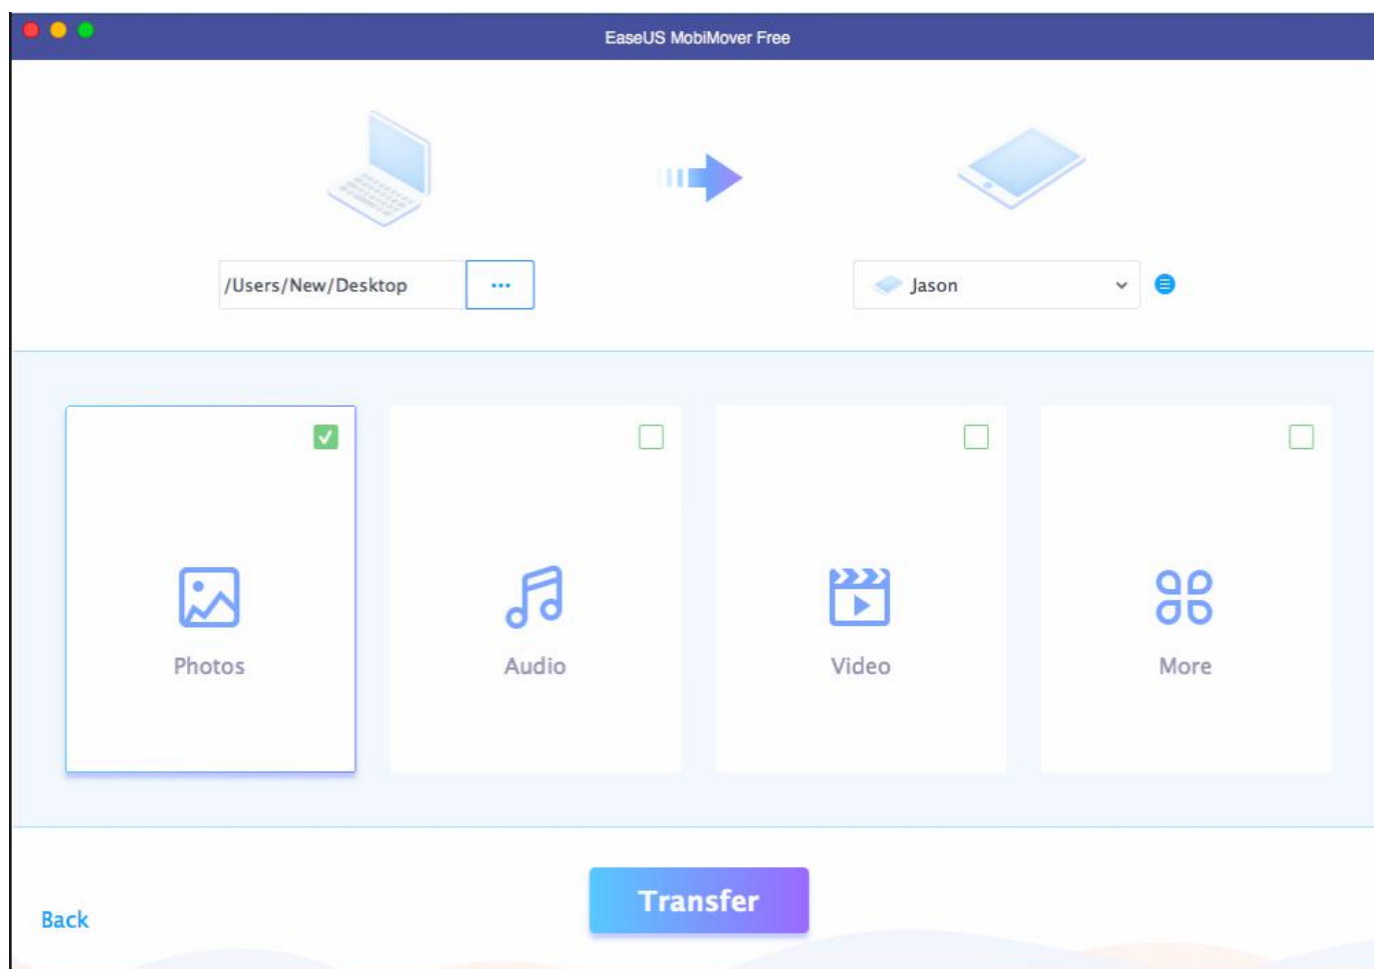 EaseUS MobiMover Free
/Users/New/Desktop
...
Jason
Photos
Audio
Video
More
Transfer
Back